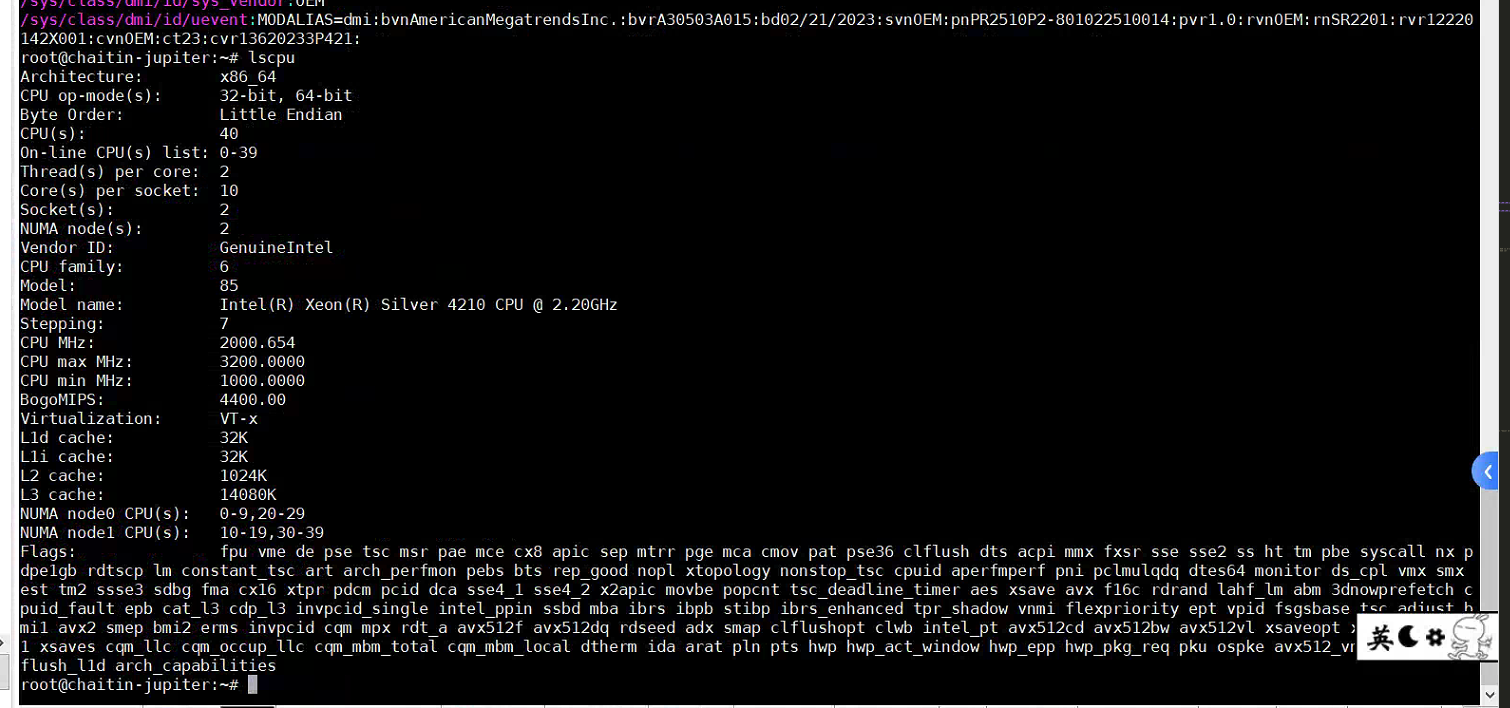 /sys/class/dmi/id/sys_vendor:OEM
/sys/class/dmi/id/uevent:MODALIAS=dmi:bvnAmericanMegatrendsInc.:bvrA30503A015:bd02/21/2023:svnOEM:pnPR2510P2-801022510014:pvr1.0:rvnOEM:rnSR2201:rvr12220
142X001:cvnOEM:ct23:cvr13620233P421:
root@chaitin-jupiter:~# lscpu
Architecture: x86_64
CPU op-mode(s): 32-bit, 64-bit
Byte Order: Little Endian
CPU(s): 40
On-line CPU(s) list: 0-39
Thread(s) per core: 2
Core(s) per socket: 10
Socket(s): 2
NUMA node(s): 2
Vendor ID: GenuineIntel
CPU family: 6
Model: 85
Model name: Intel(R) Xeon(R) Silver 4210 CPU @ 2.20GHz
Stepping: 7
CPU MHz: 2000.654
CPU max MHz: 3200.0000
CPU min MHz: 1000.0000
BogoMIPS: 4400.00
Virtualization: VT-x
L1d cache: 32K
L1i cache: 32K
L2 cache: 1024K
L3 cache: 14080K
NUMA node0 CPU(s): 0-9,20-29
NUMA node1 CPU(s): 10-19,30-39
Flags: fpu vme de pse tsc msr pae mce cx8 apic sep mtrr pge mca cmov pat pse36 clflush dts acpi mmx fxsr sse sse2 ss ht tm pbe syscall nx p
dpe1gb rdtscp lm constant_tsc art arch_perfmon pebs bts rep_good nopl xtopology nonstop_tsc cpuid aperfmperf pni pclmulqdq dtes64 monitor ds_cpl vmx smx
est tm2 ssse3 sdbg fma cx16 xtpr pdcm pcid dca sse4_1 sse4_2 x2apic movbe popcnt tsc_deadline_timer aes xsave avx f16c rdrand lahf_lm abm 3dnowprefetch c
puid_fault epb cat_l3 cdp_l3 invpcid_single intel_ppin ssbd mba ibrs ibpb stibp ibrs_enhanced tpr_shadow vnmi flexpriority ept vpid fsgsbase tsc_adjust b
mi1 avx2 smep bmi2 erms invpcid cqm mpx rdt_a avx512f avx512dq rdseed adx smap clflushopt clwb intel_pt avx512cd avx512bw avx512vl xsaveopt
1 xsaves cqm_llc cqm_occup_llc cqm_mbm_total cqm_mbm_local dtherm ida arat pln pts hwp hwp_act_window hwp_epp hwp_pkg_req pku ospke
flush_l1d arch_capabilities
root@chaitin-jupiter:~#
英